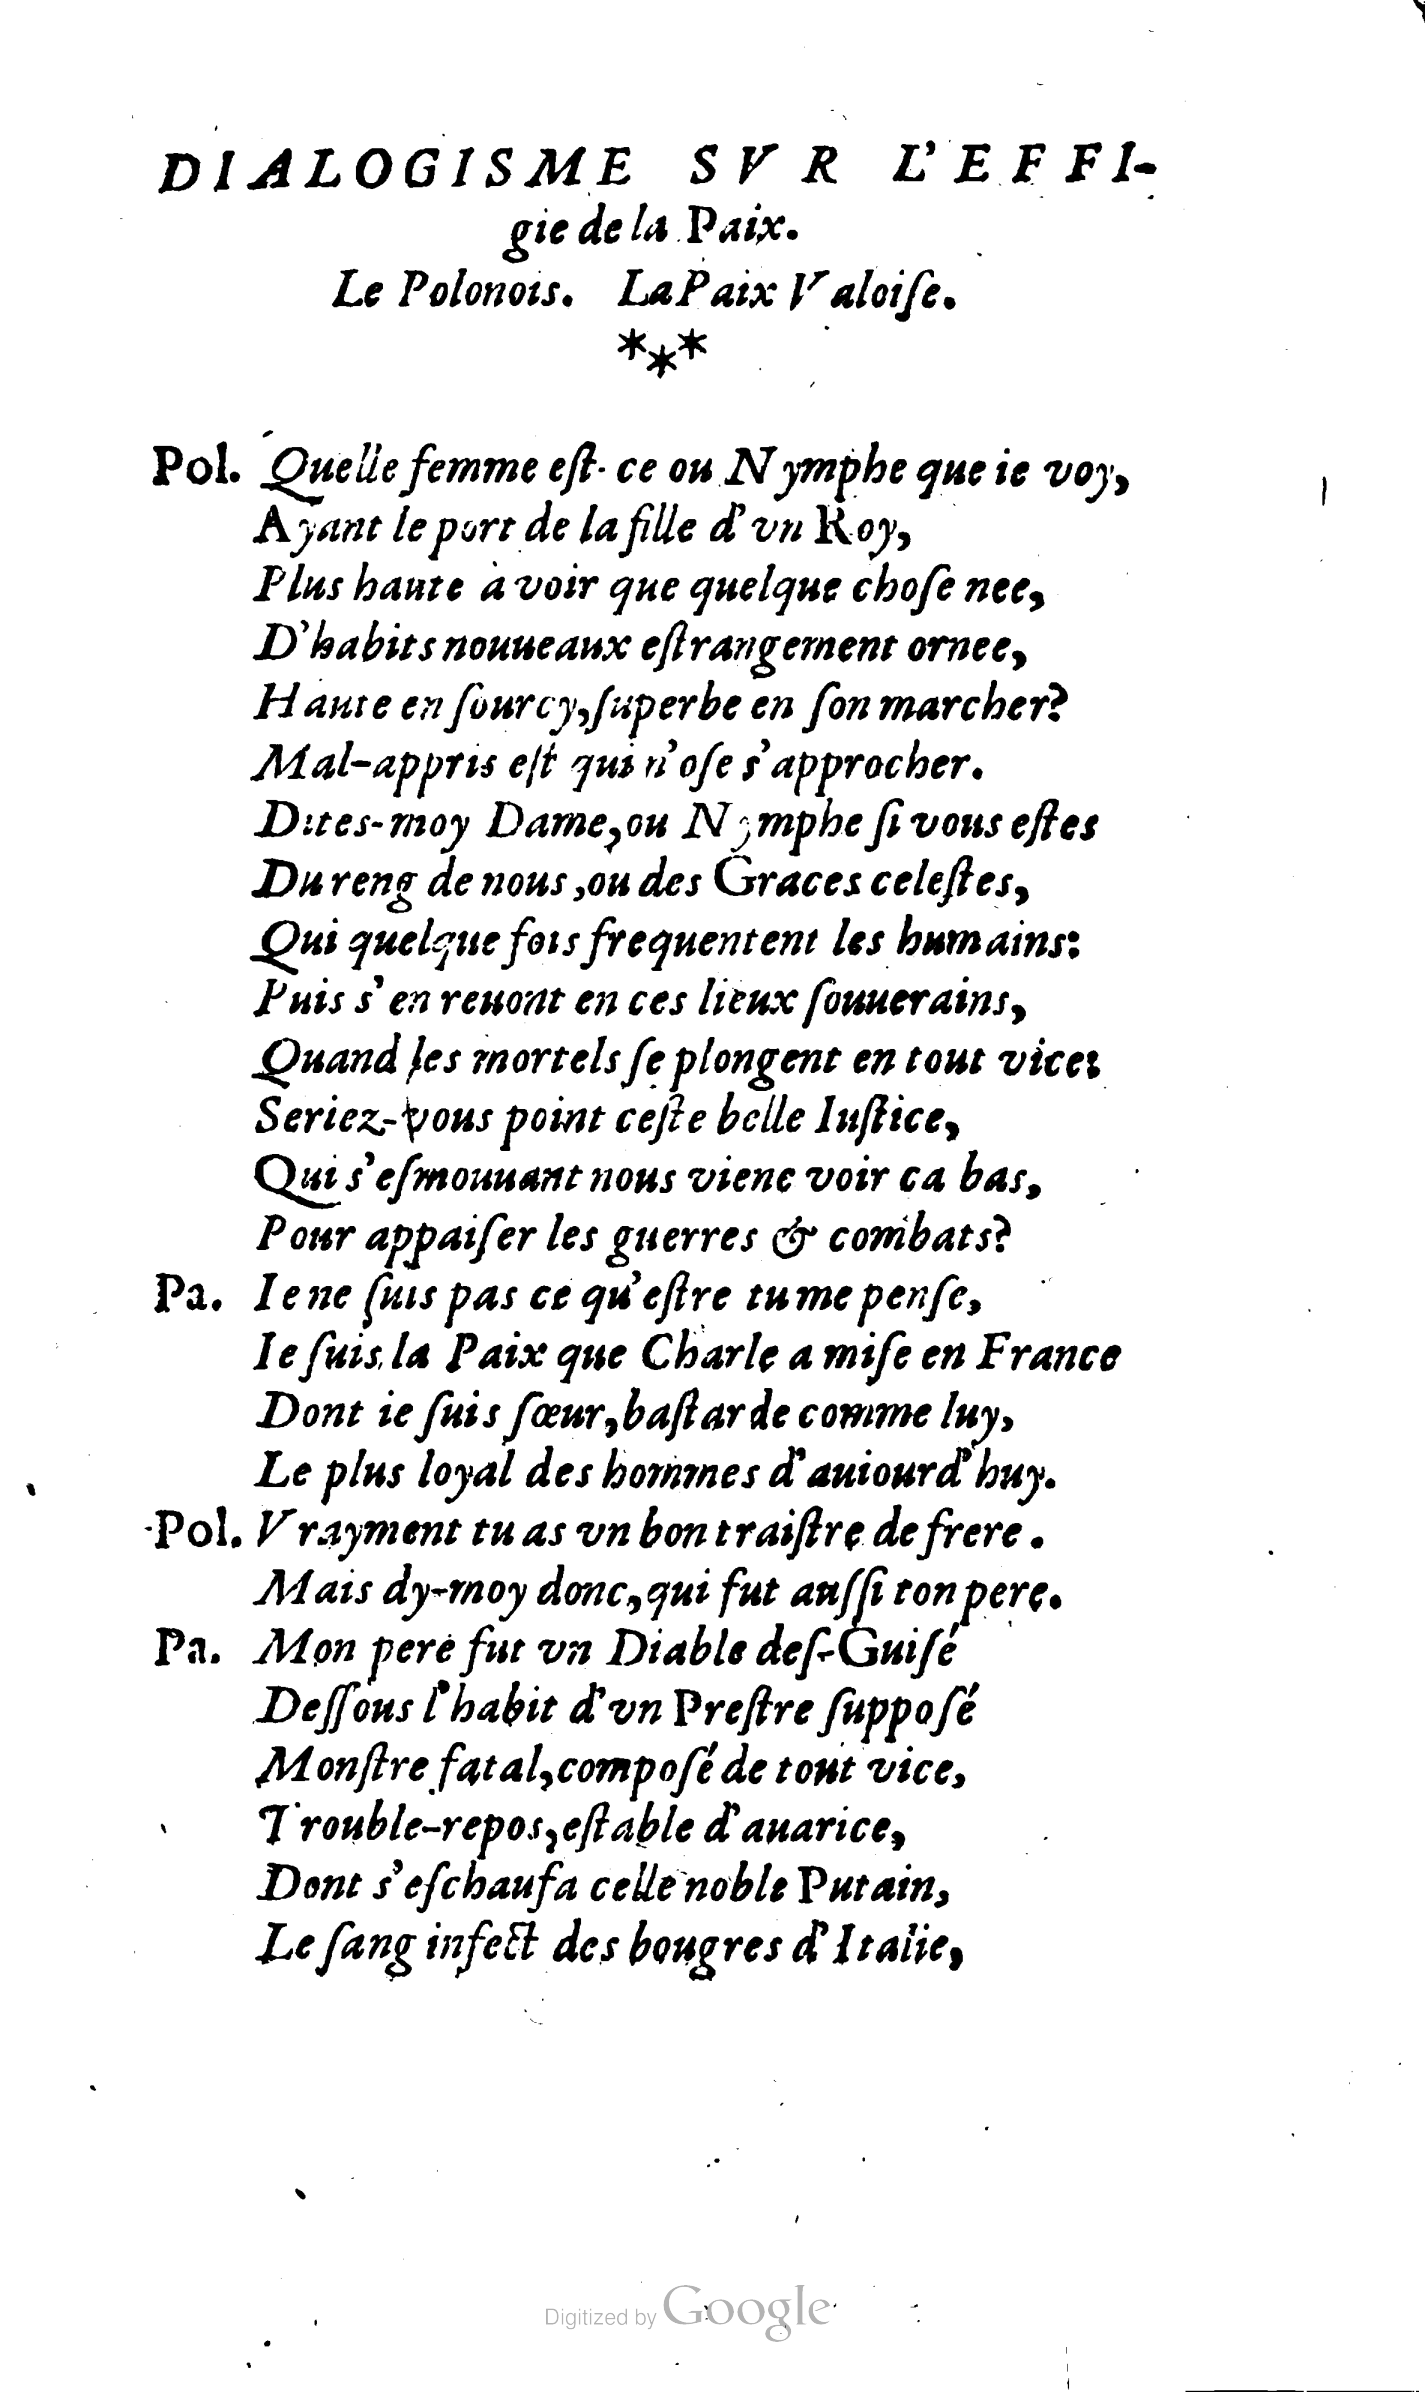 DIALOGISME SVR L'EFFI-
gie de la Paix.
Le Polonois. La Paix Valoiſe.
***
Pol. Quelle femme eſt-ce ou Nymphe que ie voy,
Ayant le port de la fille d'vn Roy,
Plus haute à voir que quelque choſe nee,
D'habits nouueaux eſtrangement ornee,
Haute en ſourcy, ſuperbe en ſon marcher?
Mal-appris eſt qui n'oſe s'approcher.
Dites-moy Dame, ou Nymphe ſi vous eſtes
Du reng de nous, ou des Graces celeſtes,
Qui quelque fois frequentent les humains:
Puis s'en reuont en ces lieux ſouuerains,
Quand les mortels ſe plongent en tout vice:
Seriez-vous point ceſte belle Iuſtice,
Qui s'eſmouuant nous viene voir ca bas,
Pour appaiſer les guerres & combats?
Pa. Ie ne ſuis pas ce qu'eſtre tu me penſe,
Ie ſuis la Paix que Charle a miſe en France
Dont ie ſuis ſœur, baſtarde comme luy,
Le plus loyal des hommes d'auiourd'huy.
Pol. Vrayment tu as vn bon traiſtre de frere.
Mais dy-moy donc, qui fut auſſi ton pere.
Pa. Mon pere fut vn Diable deſ-Guiſé
Deſſous l'habit d'vn Preſtre ſuppoſé
Monſtre fatal, compoſé de tout vice,
Trouble-repos, eſtable d'auarice,
Dont s'eſchaufa celle noble Putain,
Le ſang infect des bougres d'Italie,
Digitized by Google